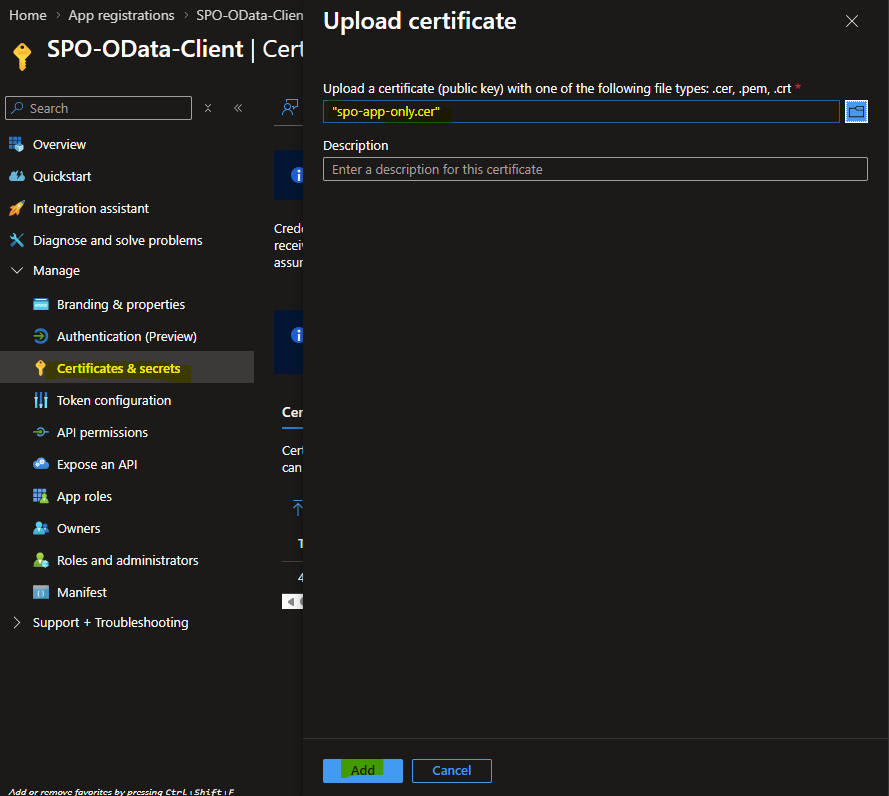 Home > App registrations > SPO-OData-Clien
SPO-OData-Client | Cert
Search
Overview
Quickstart
Integration assistant
Diagnose and solve problems
Manage
Branding & properties
Authentication (Preview)
Certificates & secrets
Token configuration
API permissions
Expose an API
App roles
Owners
Roles and administrators
Manifest
Support + Troubleshooting
Add or remove favorites by pressing Ctrl+Shift+F
Crede
recei
assur
Cer
Cert
can
T
4
Upload certificate
Upload a certificate (public key) with one of the following file types: .cer, .pem, .crt *
"spo-app-only.cer"
Description
Enter a description for this certificate
Add
Cancel